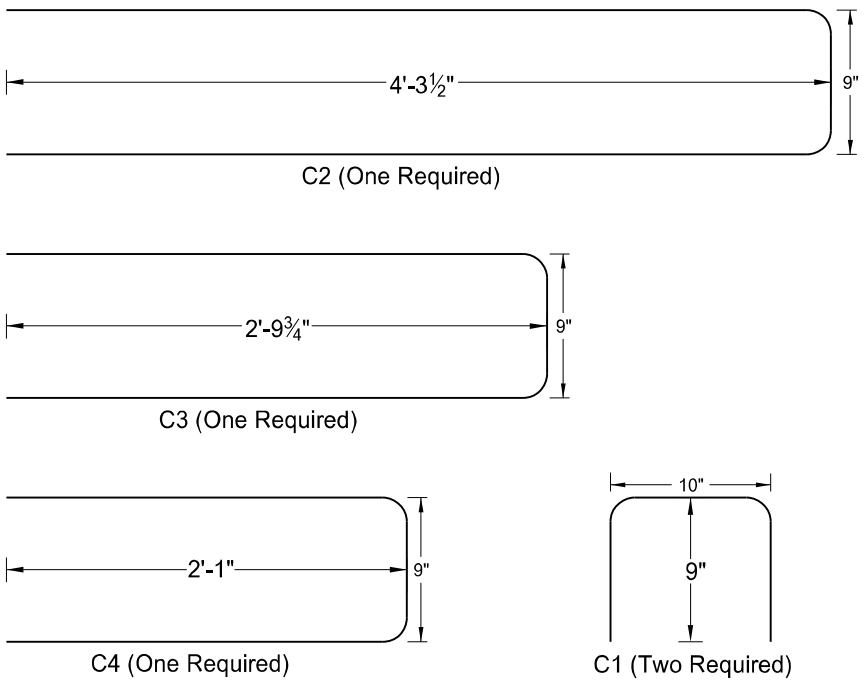 4'-3½"
9"
C2 (One Required)
2'-9¾"
9"
C3 (One Required)
2'-1"
9"
C4 (One Required)
10"
9"
C1 (Two Required)